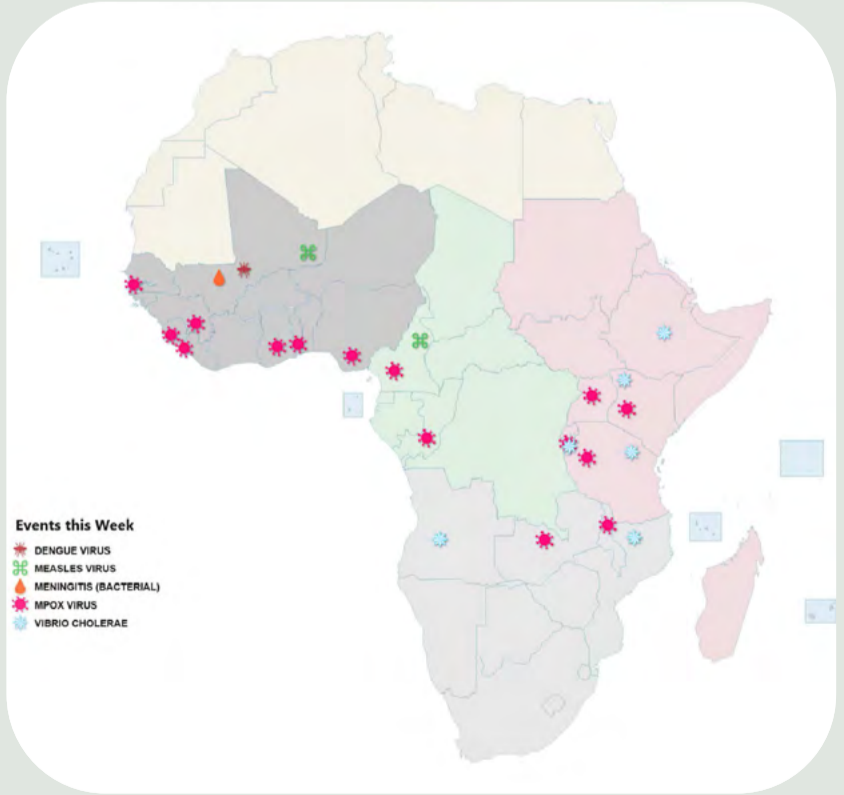 Events this Week
DENGUE VIRUS
MEASLES VIRUS
MENINGITIS (BACTERIAL)
MPOX VIRUS
VIBRIO CHOLERAE